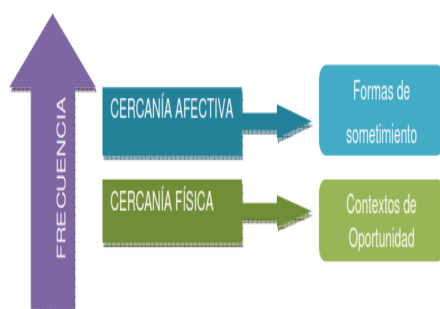 FRECUENCIA
CERCANÍA AFECTIVA
Formas de
sometimiento
CERCANÍA FÍSICA
Contextos de
Oportunidad